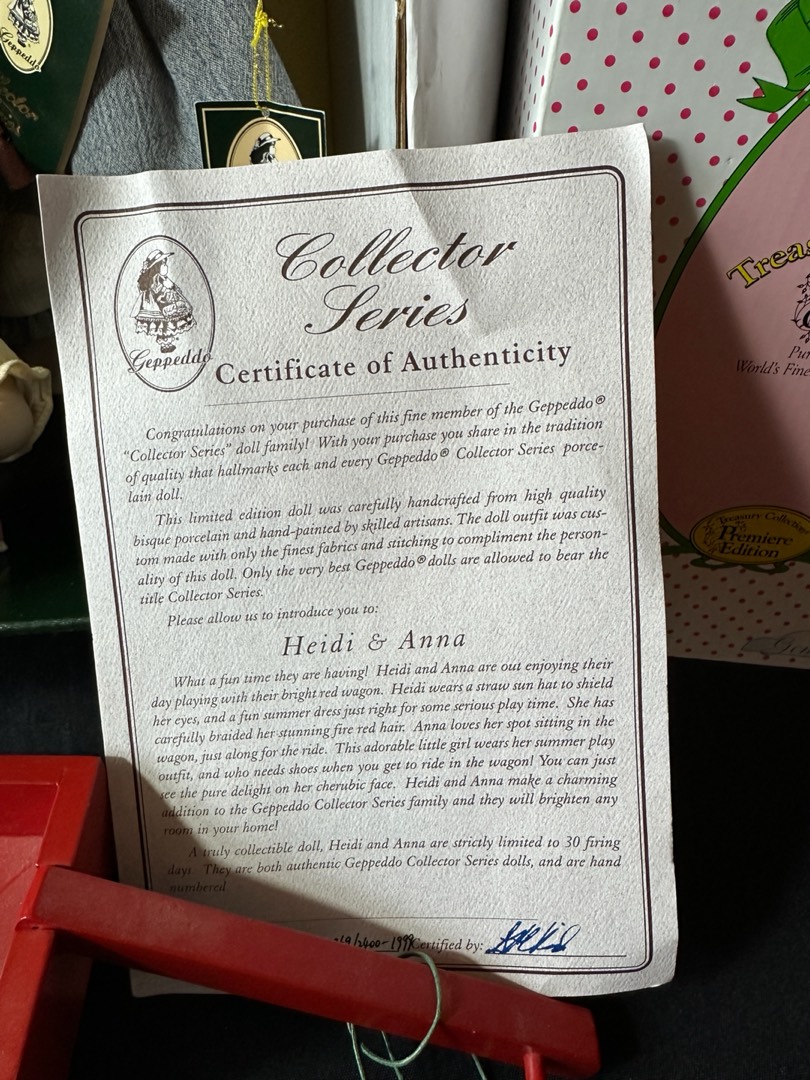 Geppeddo
Collector
Series
Geppeddo
Certificate of Authenticity
Congratulations on your purchase of this fine member of the Geppeddo®
"Collector Series" doll family! With your purchase you share in the tradition
of quality that hallmarks each and every Geppeddo® Collector Series porce-
lain doll.
This limited edition doll was carefully handcrafted from high quality
bisque porcelain and hand-painted by skilled artisans. The doll outfit was cus-
tom made with only the finest fabrics and stitching to compliment the person-
ality of this doll. Only the very best Geppeddo® dolls are allowed to bear the
title Collector Series.
Please allow us to introduce you to:
Heidi & Anna
What a fun time they are having! Heidi and Anna are out enjoying their
day playing with their bright red wagon. Heidi wears a straw sun hat to shield
her eyes, and a fun summer dress just right for some serious play time. She has
carefully braided her stunning fire red hair. Anna loves her spot sitting in the
wagon, just along for the ride. This adorable little girl wears her summer play
outfit, and who needs shoes when you get to ride in the wagon! You can just
see the pure delight on her cherubic face. Heidi and Anna make a charming
addition to the Geppeddo Collector Series family and they will brighten any
room in your home!
A truly collectible doll, Heidi and Anna are strictly limited to 30 firing
days. They are both authentic Geppeddo Collector Series dolls, and are hand
numbered.
/2400-1999 Certified by:
Treas
World's Fine
Treasury Collection
Premiere
Edition